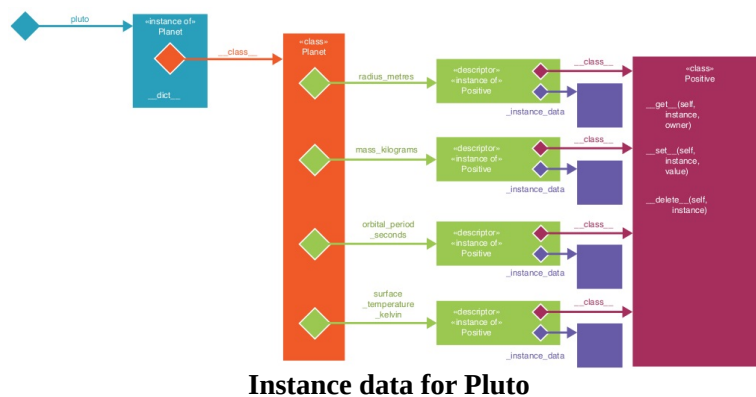 pluto
«instance of»
Planet
__class__
__dict__
«class»
Planet
radius_metres
«descriptor»
«instance of»
Positive
__class__
_instance_data
mass_kilograms
«descriptor»
«instance of»
Positive
__class__
_instance_data
orbital_period
_seconds
«descriptor»
«instance of»
Positive
__class__
_instance_data
surface
_temperature
_kelvin
«descriptor»
«instance of»
Positive
__class__
_instance_data
«class»
Positive
__get__(self,
instance,
owner)
__set__(self,
instance,
value)
__delete__(self,
instance)
Instance data for Pluto